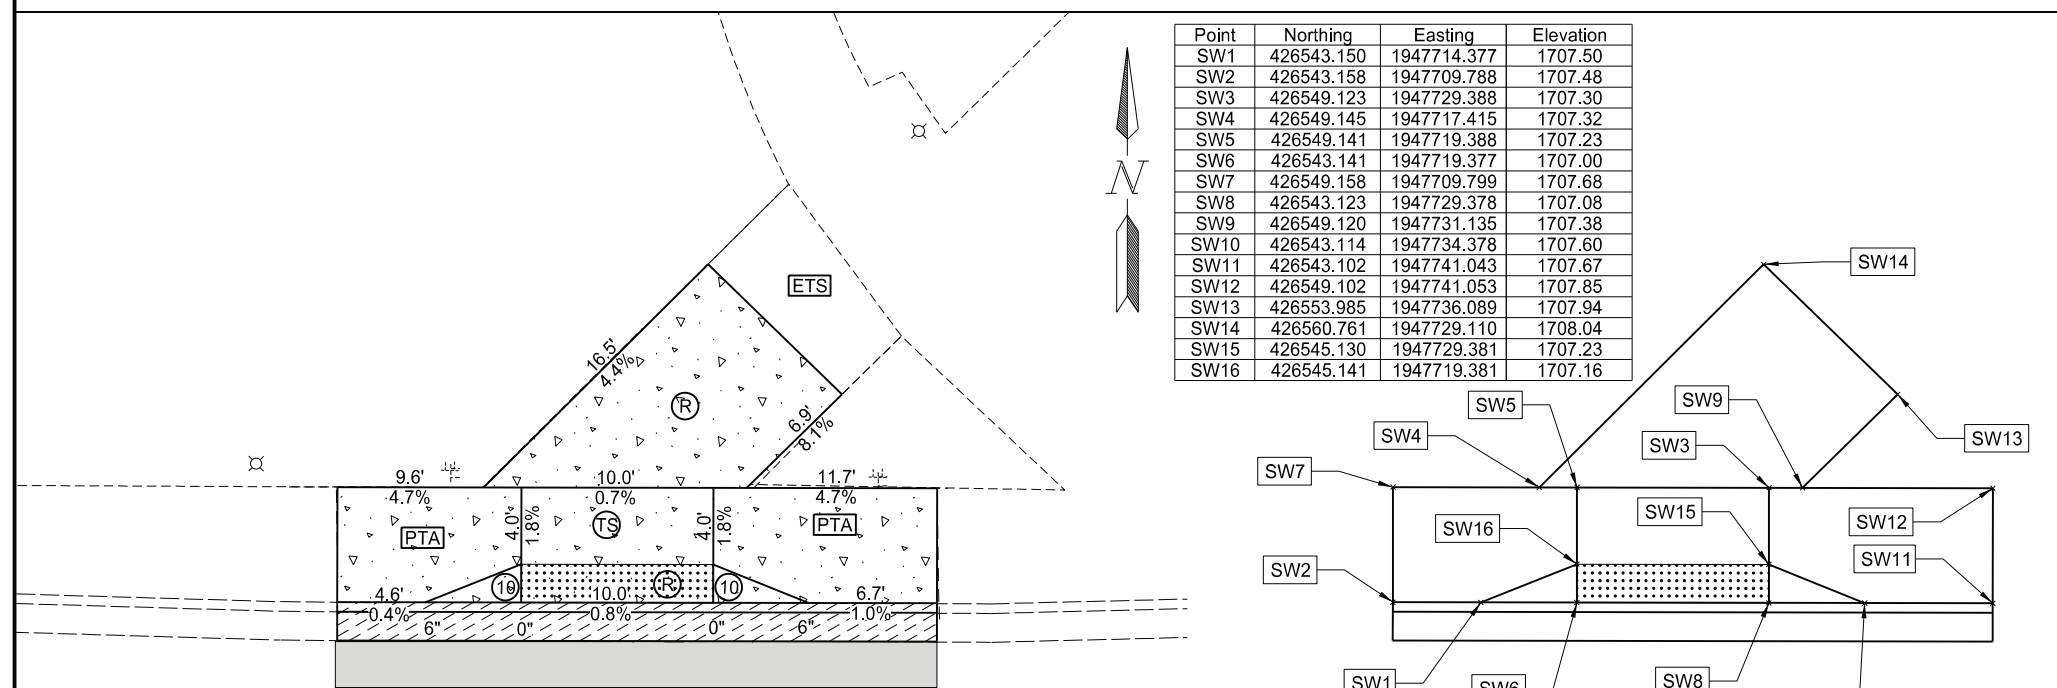 Point Northing Easting Elevation
SW1 426543.150 1947714.377 1707.50
SW2 426543.158 1947709.788 1707.48
SW3 426549.123 1947729.388 1707.30
SW4 426549.145 1947717.415 1707.32
SW5 426549.141 1947719.388 1707.23
SW6 426543.141 1947719.377 1707.00
SW7 426549.158 1947709.799 1707.68
SW8 426543.123 1947729.378 1707.08
SW9 426549.120 1947731.135 1707.38
SW10 426543.114 1947734.378 1707.60
SW11 426543.102 1947741.043 1707.67
SW12 426549.102 1947741.053 1707.85
SW13 426553.985 1947736.089 1707.94
SW14 426560.761 1947729.110 1708.04
SW15 426545.130 1947729.381 1707.23
SW16 426545.141 1947719.381 1707.16
N
ETS
16.5'
4.4%
R
6.9'
8.1%
9.6' 10.0' 11.7'
4.7% 0.7% 4.7%
4.0'
1.8%
4.0'
1.8%
PTA TS PTA
10 R 10
4.6' 10.0' 6.7'
0.4% 0.8% 1.0%
6" 0" 0" 6"
SW14
SW5 SW9
SW4 SW3 SW13
SW7
SW16 SW15 SW12
SW2 SW11
SW1 SW6 SW8